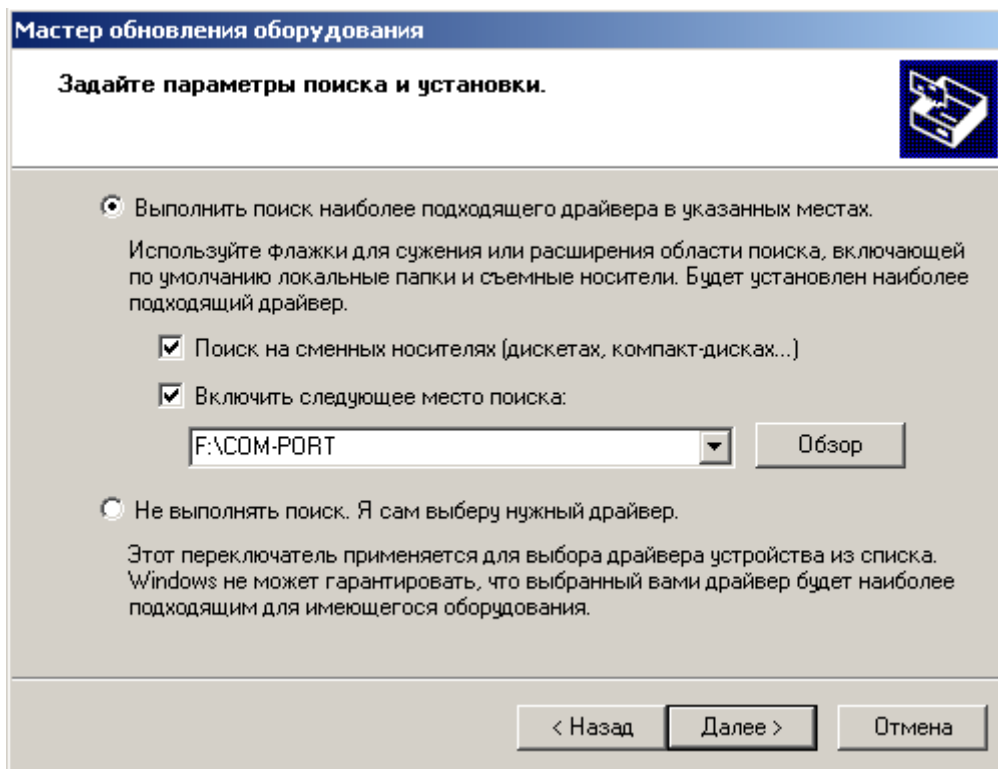 Мастер обновления оборудования
Задайте параметры поиска и установки.
Выполнить поиск наиболее подходящего драйвера в указанных местах.
Используйте флажки для сужения или расширения области поиска, включающей
по умолчанию локальные папки и съемные носители. Будет установлен наиболее
подходящий драйвер.
Поиск на сменных носителях (дискетах, компакт-дисках...)
Включить следующее место поиска:
F:\COM-PORT
Обзор
Не выполнять поиск. Я сам выберу нужный драйвер.
Этот переключатель применяется для выбора драйвера устройства из списка.
Windows не может гарантировать, что выбранный вами драйвер будет наиболее
подходящим для имеющегося оборудования.
< Назад
Далее >
Отмена